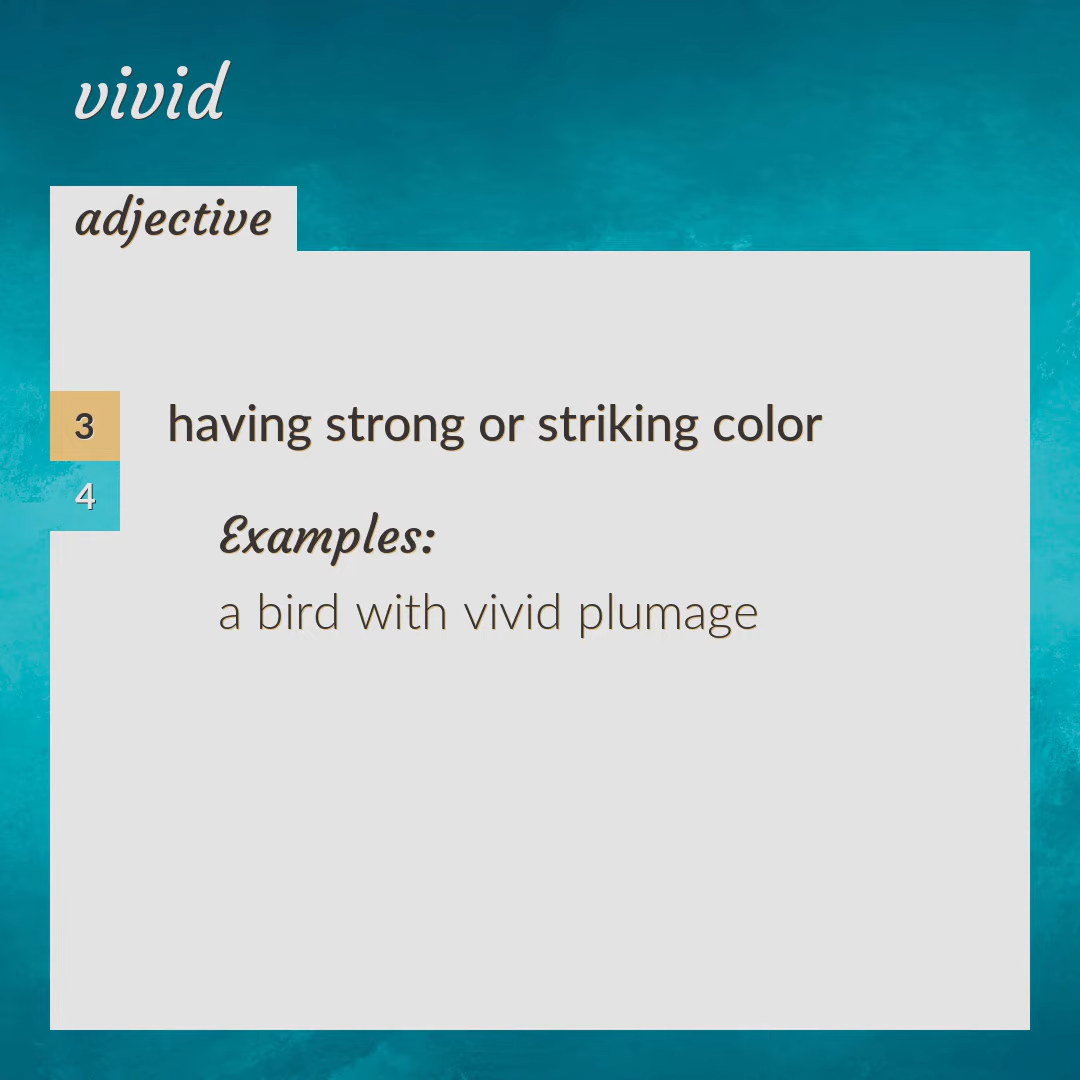 vivid
adjective
3 having strong or striking color
4
Examples:
a bird with vivid plumage